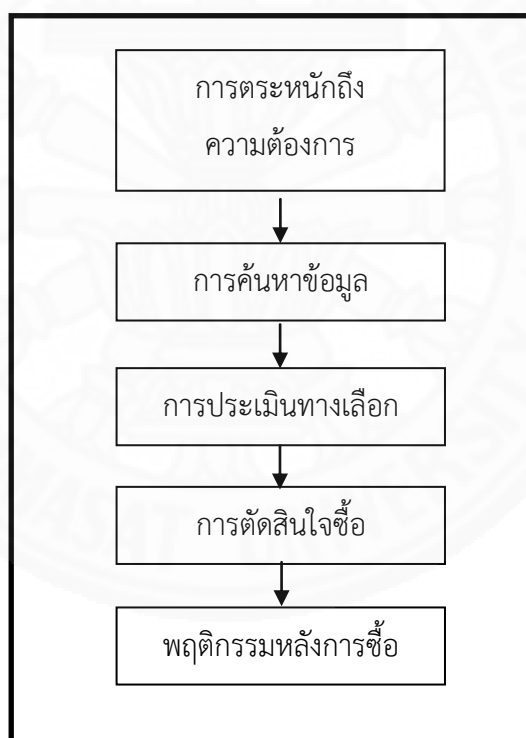 การตระหนักถึง
ความต้องการ
การค้นหาข้อมูล
การประเมินทางเลือก
การตัดสินใจซื้อ
พฤติกรรมหลังการซื้อ